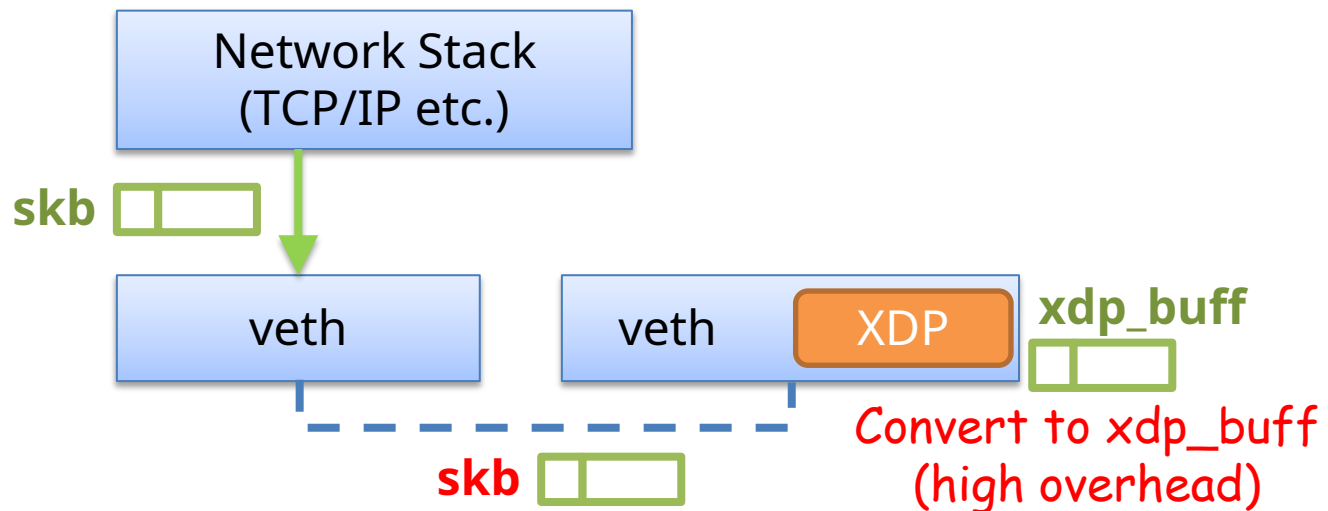 Network Stack
(TCP/IP etc.)
skb
veth
veth
XDP
xdp_buff
Convert to xdp_buff
(high overhead)
skb